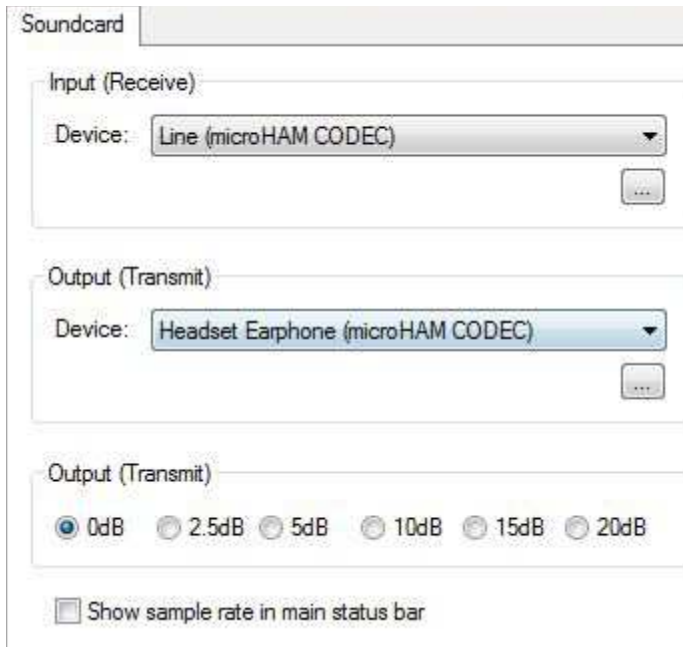 Soundcard
Input (Receive)
Device: Line (microHAM CODEC)
...
Output (Transmit)
Device: Headset Earphone (microHAM CODEC)
...
Output (Transmit)
0dB 2.5dB 5dB 10dB 15dB 20dB
Show sample rate in main status bar